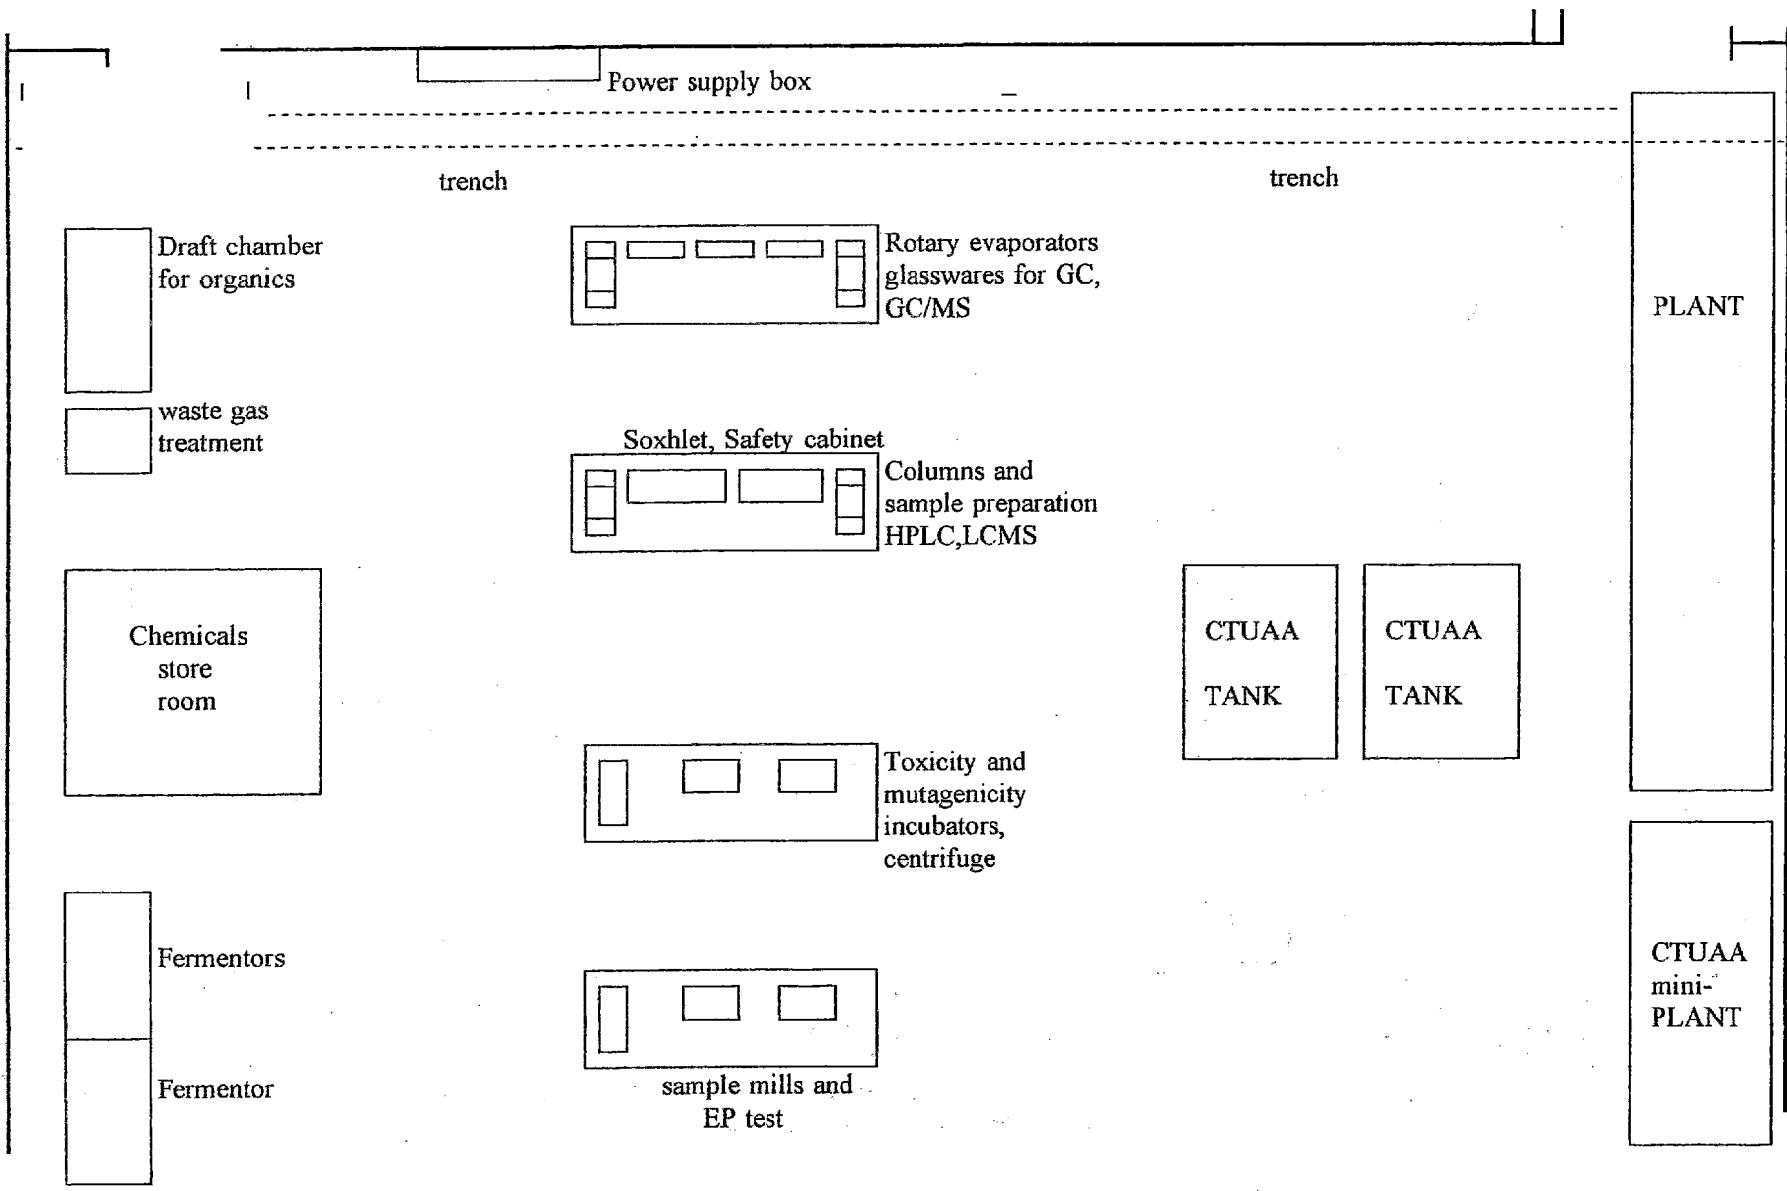 Power supply box
trench
trench
Draft chamber
for organics
Rotary evaporators
glasswares for GC,
GC/MS
PLANT
waste gas
treatment
Soxhlet, Safety cabinet
Columns and
sample preparation
HPLC,LCMS
Chemicals
store
room
CTUAA
TANK
CTUAA
TANK
Toxicity and
mutagenicity
incubators,
centrifuge
Fermentors
CTUAA
mini-
PLANT
Fermentor
sample mills and
EP test